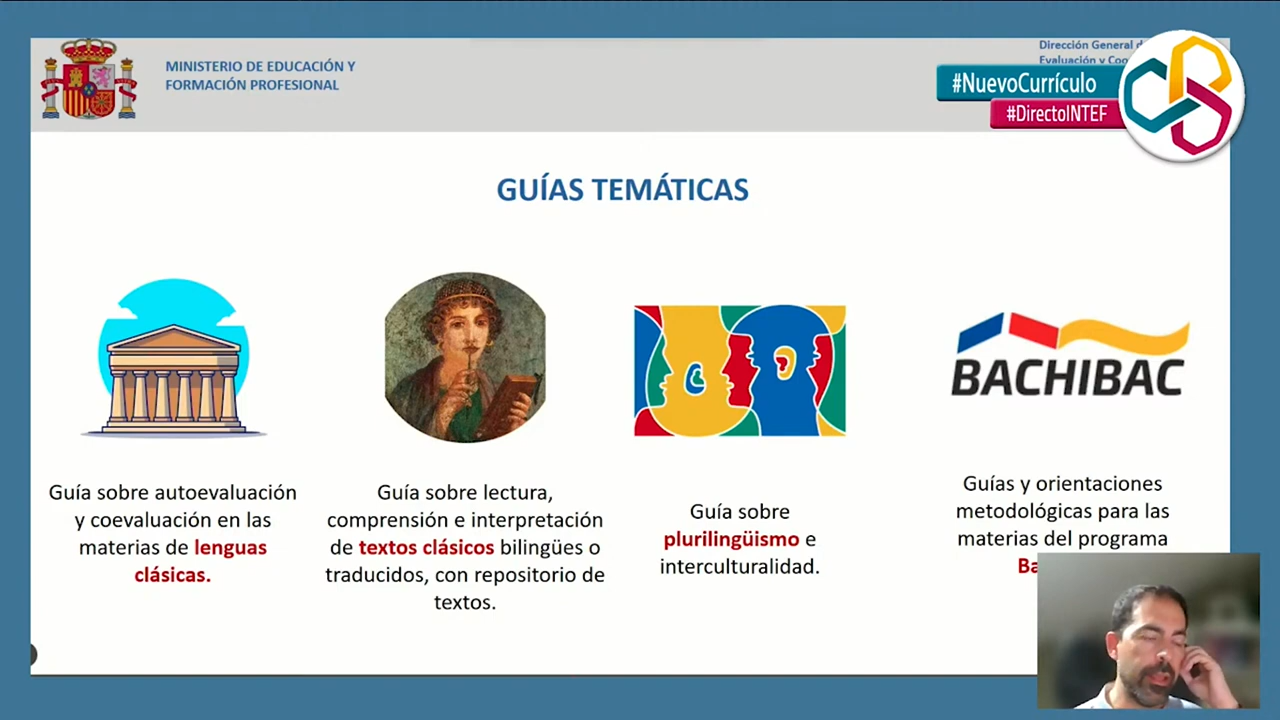 MINISTERIO DE EDUCACIÓN Y
FORMACIÓN PROFESIONAL
Dirección General
Evaluación y
#NuevoCurrículo
#DirectoINTEF
GUÍAS TEMÁTICAS
BACHIBAC
Guía sobre autoevaluación
y coevaluación en las
materias de lenguas
clásicas.
Guía sobre lectura,
comprensión e interpretación
de textos clásicos bilingües o
traducidos, con repositorio de
textos.
Guía sobre
plurilingüismo e
interculturalidad.
Guías y orientaciones
metodológicas para las
materias del programa